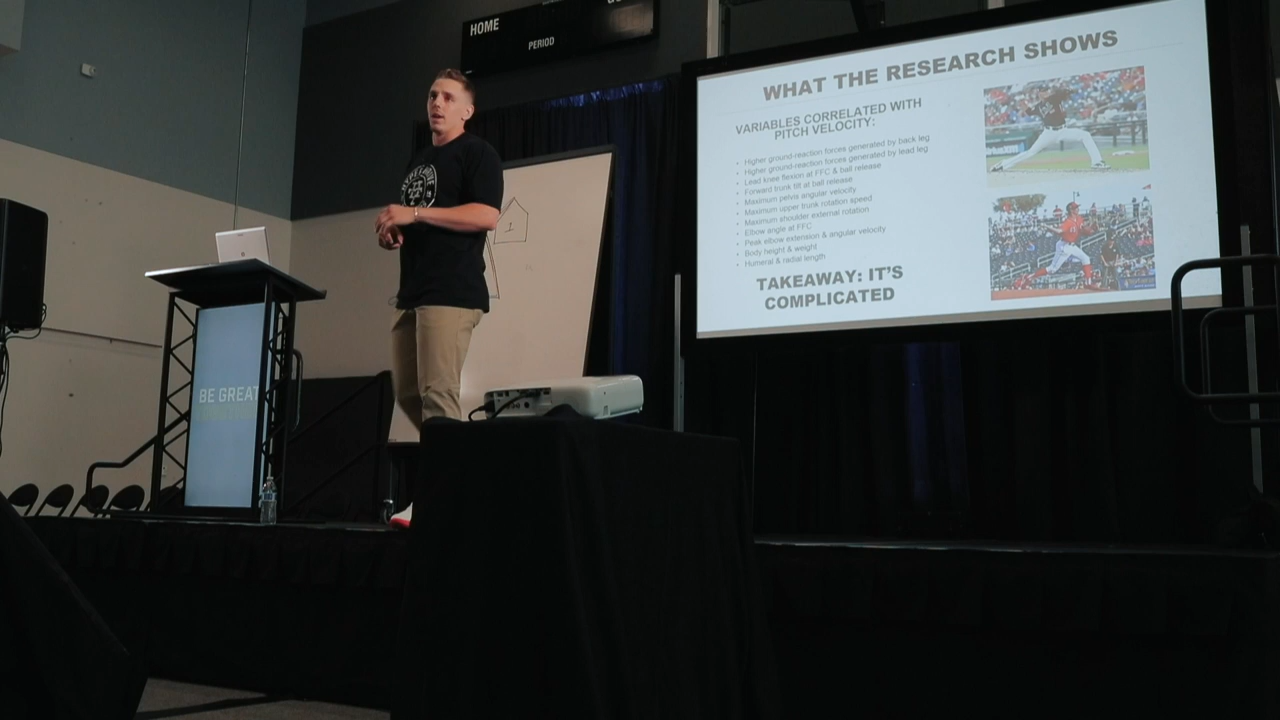 HOME
PERIOD
WHAT THE RESEARCH SHOWS
VARIABLES CORRELATED WITH
PITCH VELOCITY:
• Higher ground-reaction forces generated by back leg
• Higher ground-reaction forces generated by lead leg
• Lead knee flexion at FFC & ball release
• Forward trunk tilt at ball release
• Maximum pelvis angular velocity
• Maximum upper trunk rotation speed
• Maximum shoulder external rotation
• Elbow angle at FFC
• Peak elbow extension & angular velocity
• Body height & weight
• Humeral & radial length
TAKEAWAY: IT'S
COMPLICATED
1
BE GREAT